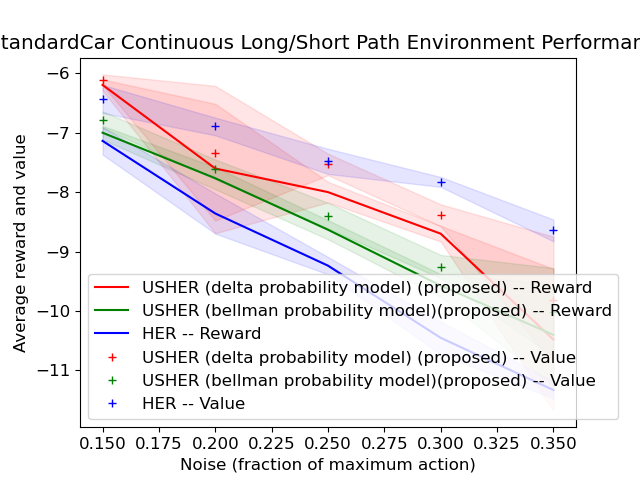 tandardCar Continuous Long/Short Path Environment Performan
Average reward and value
−6
−7
−8
−9
−10
−11
USHER (delta probability model) (proposed) -- Reward
USHER (bellman probability model)(proposed) -- Reward
HER -- Reward
USHER (delta probability model) (proposed) -- Value
USHER (bellman probability model)(proposed) -- Value
HER -- Value
0.150 0.175 0.200 0.225 0.250 0.275 0.300 0.325 0.350
Noise (fraction of maximum action)